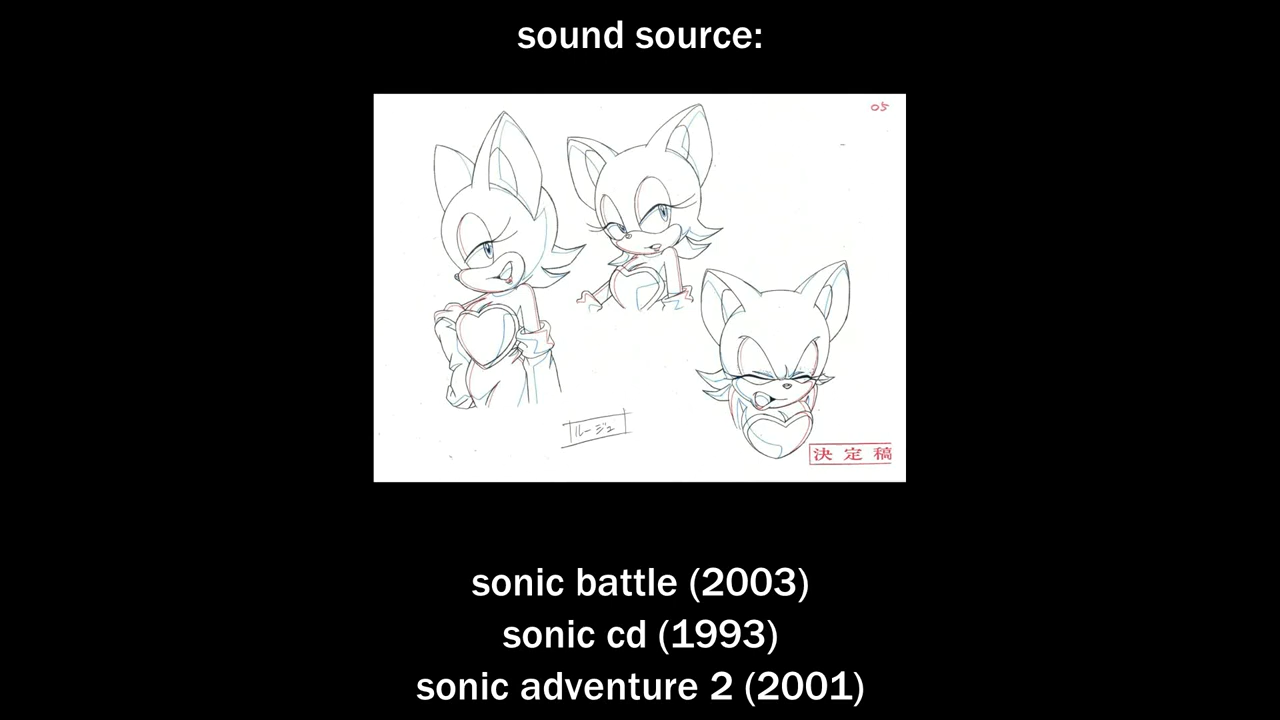 sound source:
05
ルージュ
決定稿
sonic battle (2003)
sonic cd (1993)
sonic adventure 2 (2001)